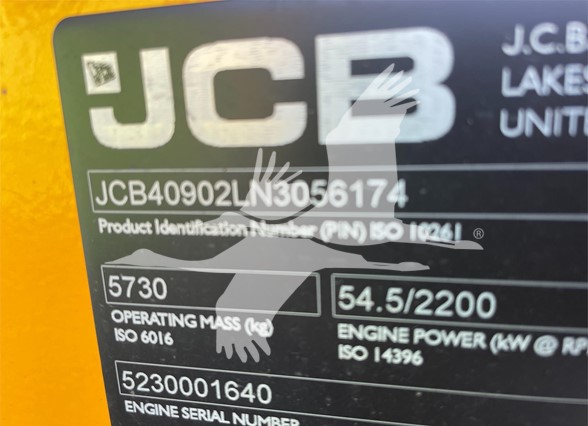 JCB
J.C.B
LAKES
UNIT
JCB40902LN3056174
Product Identification Number (PIN) ISO 10261
®
5730
54.5/2200
OPERATING MASS (kg)
ISO 6016
ENGINE POWER (kW @ RP
ISO 14396
5230001640
ENGINE SERIAL NUMBER